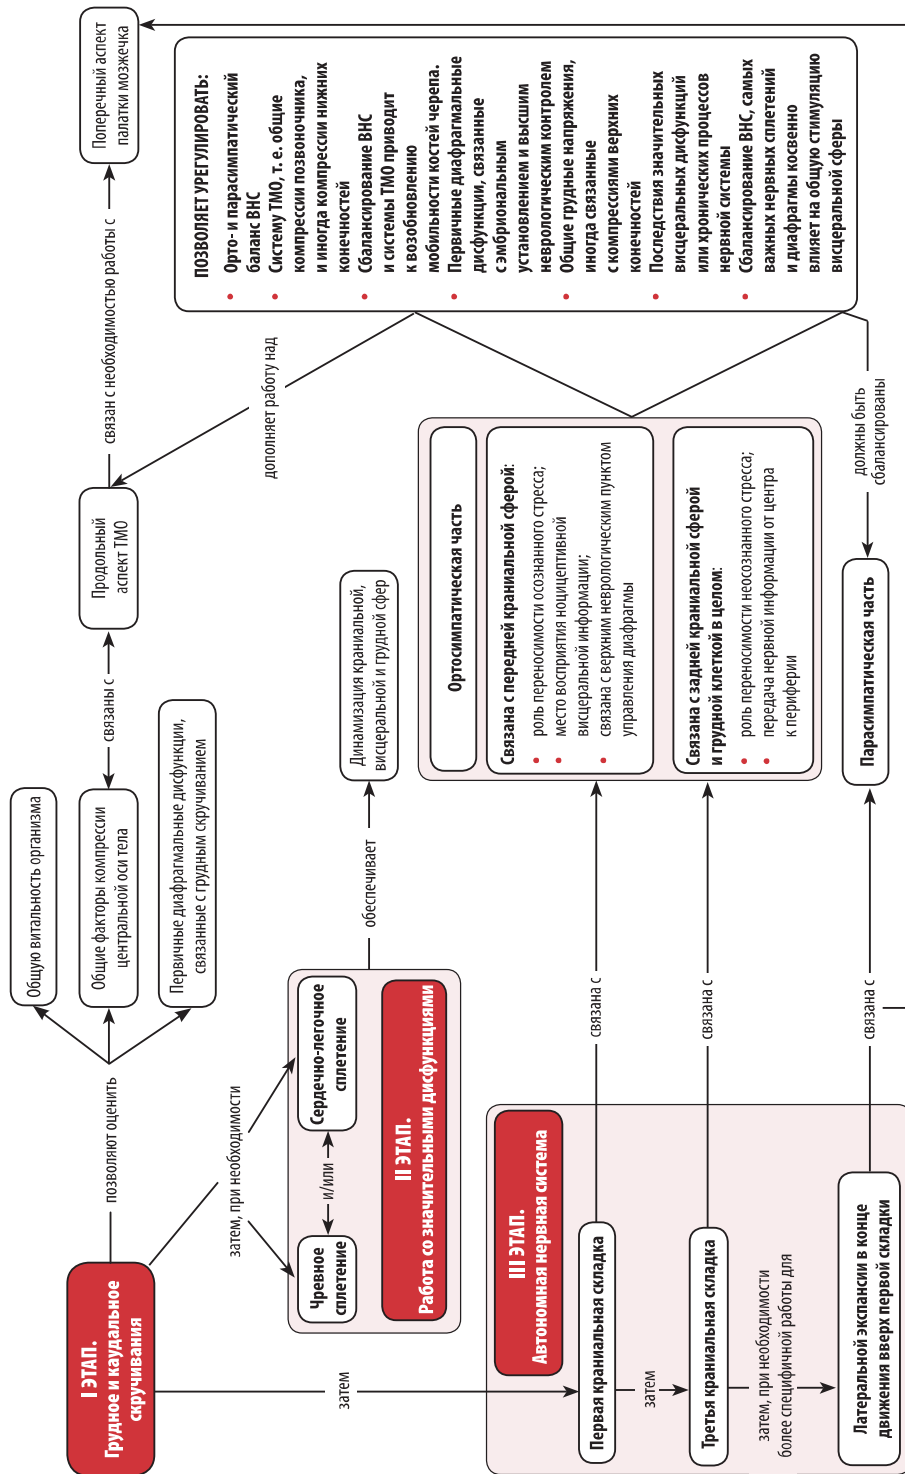 I ЭТАП.
Грудное и каудальное
скручивания
позволяют оценить
Общую витальность организма
Общие факторы компрессии
центральной оси тела
Первичные диафрагмальные дисфункции,
связанные с грудным скручиванием
связаны с
Продольный
аспект ТМО
связан с необходимостью работы с
Поперечный аспект
палатки мозжечка
затем, при необходимости
Чревное
сплетение
и/или
Сердечно-легочное
сплетение
II ЭТАП.
Работа со значительными дисфункциями
обеспечивает
Динамизация краниальной,
висцеральной и грудной сфер
дополняет работу над
ПОЗВОЛЯЕТ УРЕГУЛИРОВАТЬ:
• Орто- и парасимпатический
баланс ВНС
• Систему ТМО, т. е. общие
компрессии позвоночника,
и иногда компрессии нижних
конечностей
• Сбалансирование ВНС
и системы ТМО приводит
к возобновлению
мобильности костей черепа.
• Первичные диафрагмальные
дисфункции, связанные
с эмбриональным
установлением и высшим
неврологическим контролем
• Общие грудные напряжения,
иногда связанные
с компрессиями верхних
конечностей
• Последствия значительных
висцеральных дисфункций
или хронических процессов
нервной системы
• Сбалансирование ВНС, самых
важных нервных сплетений
и диафрагмы косвенно
влияет на общую стимуляцию
висцеральной сферы
затем
III ЭТАП.
Автономная нервная система
Первая краниальная складка
связана с
Ортосимпатическая часть
Связана с передней краниальной сферой:
• роль переносимости осознанного стресса;
• место восприятия ноцицептивной
висцеральной информации;
• связана с верхним неврологическим пунктом
управления диафрагмы
затем
Третья краниальная складка
связана с
Связана с задней краниальной сферой
и грудной клеткой в целом:
• роль переносимости неосознанного стресса;
• передача нервной информации от центра
к периферии
затем, при необходимости
более специфичной работы для
Латеральной экспансии в конце
движения вверх первой складки
связана с
Парасимпатическая часть
должны быть
сбалансированы